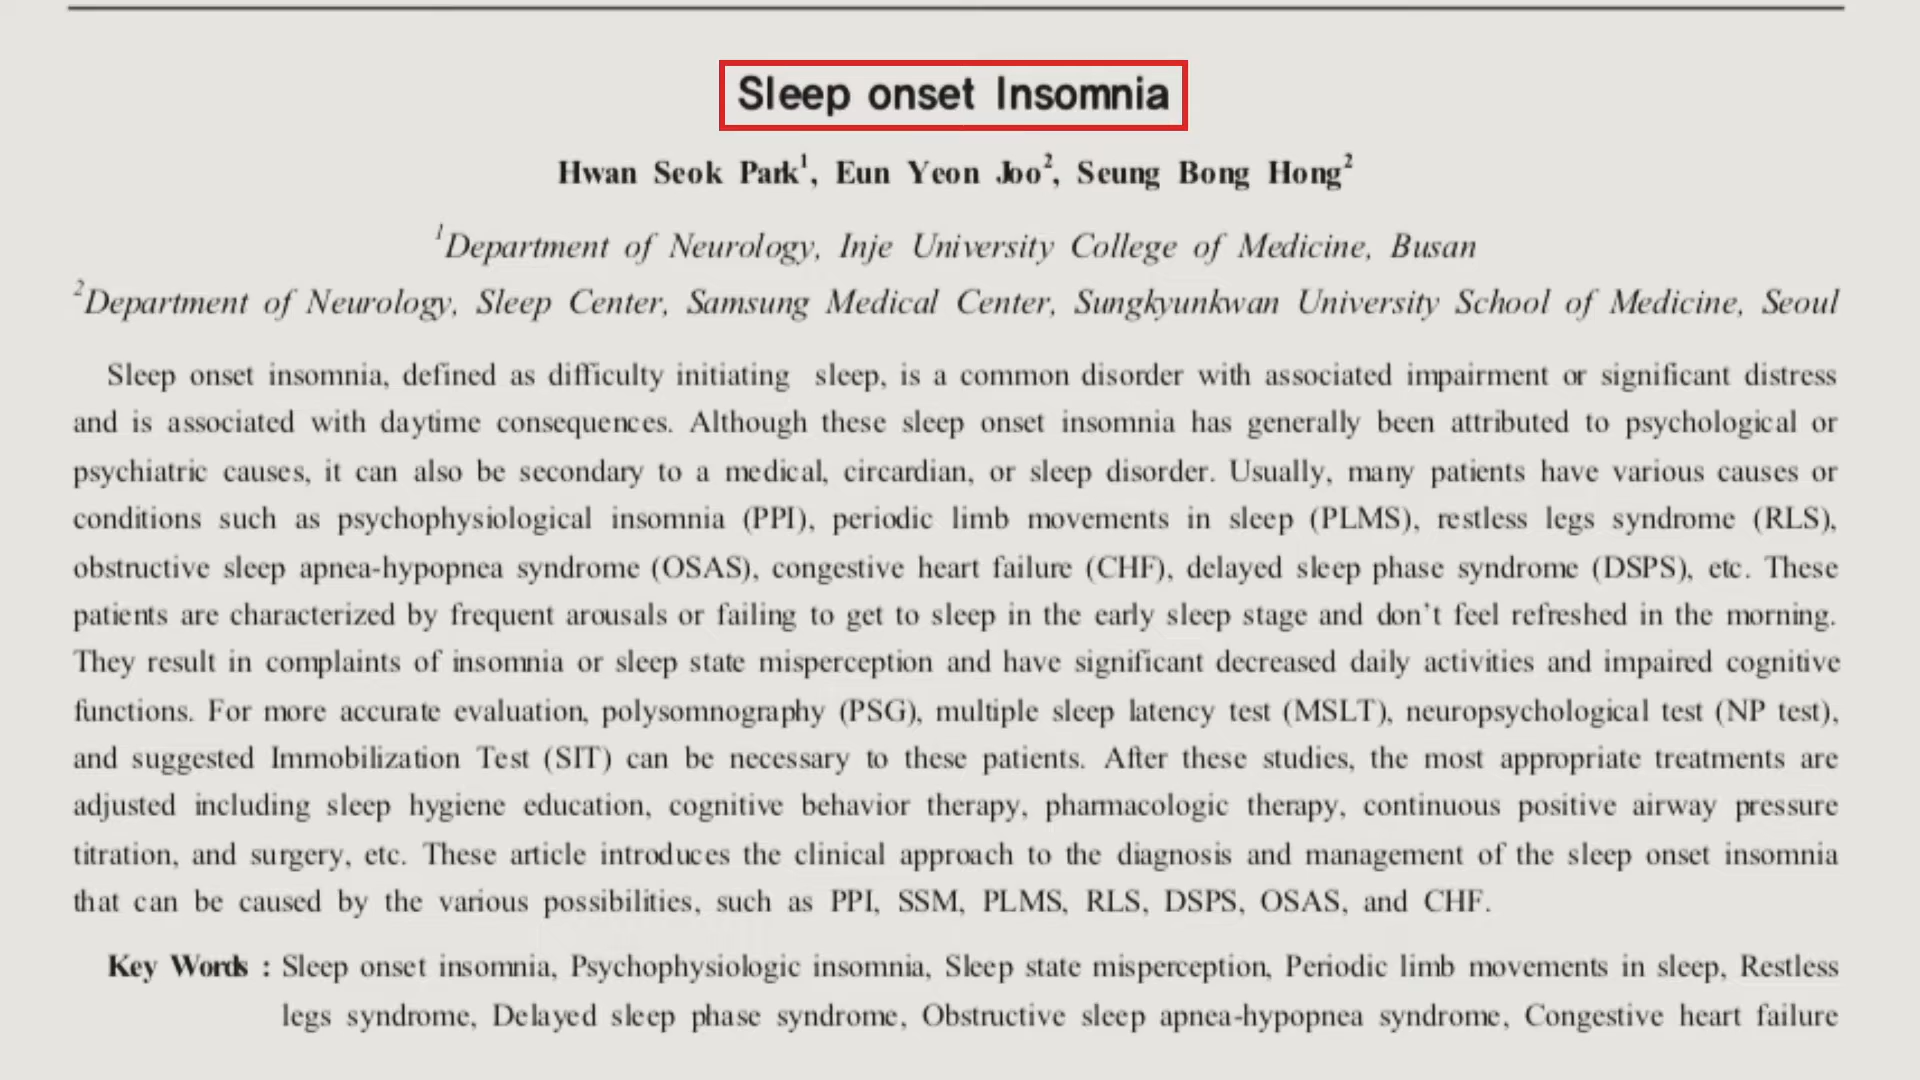 Sleep onset Insomnia
Hwan Seok Park1, Eun Yeon Joo2, Seung Bong Hong2
1Department of Neurology, Inje University College of Medicine, Busan
2Department of Neurology, Sleep Center, Samsung Medical Center, Sungkyunkwan University School of Medicine, Seoul
Sleep onset insomnia, defined as difficulty initiating sleep, is a common disorder with associated impairment or significant distress
and is associated with daytime consequences. Although these sleep onset insomnia has generally been attributed to psychological or
psychiatric causes, it can also be secondary to a medical, circardian, or sleep disorder. Usually, many patients have various causes or
conditions such as psychophysiological insomnia (PPI), periodic limb movements in sleep (PLMS), restless legs syndrome (RLS),
obstructive sleep apnea-hypopnea syndrome (OSAS), congestive heart failure (CHF), delayed sleep phase syndrome (DSPS), etc. These
patients are characterized by frequent arousals or failing to get to sleep in the early sleep stage and don't feel refreshed in the morning.
They result in complaints of insomnia or sleep state misperception and have significant decreased daily activities and impaired cognitive
functions. For more accurate evaluation, polysomnography (PSG), multiple sleep latency test (MSLT), neuropsychological test (NP test),
and suggested Immobilization Test (SIT) can be necessary to these patients. After these studies, the most appropriate treatments are
adjusted including sleep hygiene education, cognitive behavior therapy, pharmacologic therapy, continuous positive airway pressure
titration, and surgery, etc. These article introduces the clinical approach to the diagnosis and management of the sleep onset insomnia
that can be caused by the various possibilities, such as PPI, SSM, PLMS, RLS, DSPS, OSAS, and CHF.
Key Words : Sleep onset insomnia, Psychophysiologic insomnia, Sleep state misperception, Periodic limb movements in sleep, Restless
legs syndrome, Delayed sleep phase syndrome, Obstructive sleep apnea-hypopnea syndrome, Congestive heart failure